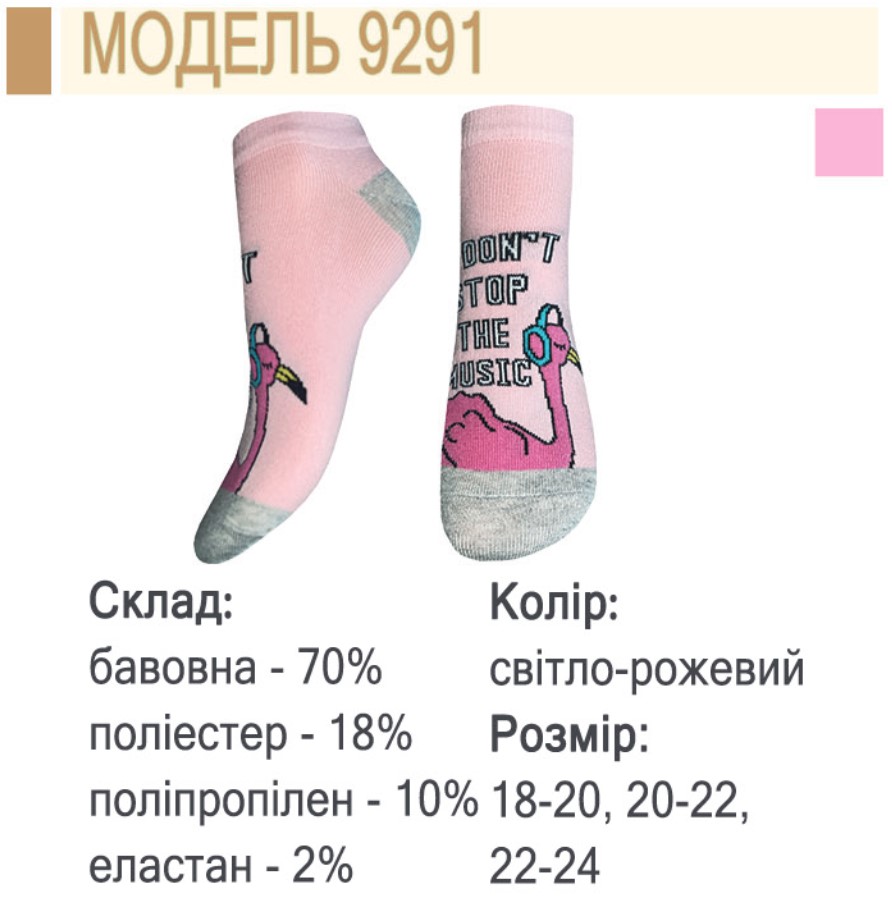 МОДЕЛЬ 9291
T
DON'T
STOP
THE
MUSIC
Склад:
бавовна - 70%
поліестер - 18%
поліпропілен - 10%
еластан - 2%
Колір:
світло-рожевий
Розмір:
18-20, 20-22,
22-24